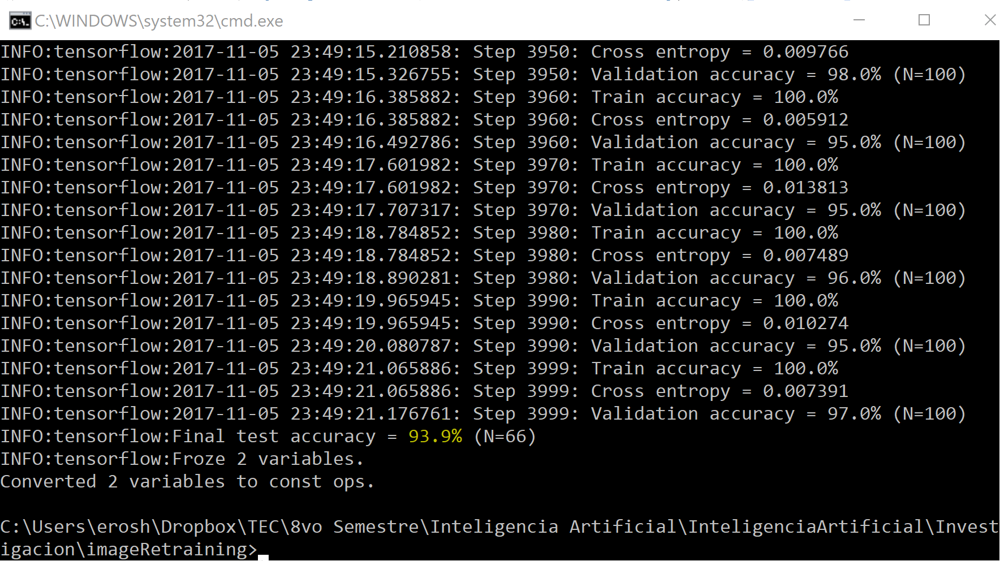 C:\WINDOWS\system32\cmd.exe
INFO:tensorflow:2017-11-05 23:49:15.210858: Step 3950: Cross entropy = 0.009766
INFO:tensorflow:2017-11-05 23:49:15.326755: Step 3950: Validation accuracy = 98.0% (N=100)
INFO:tensorflow:2017-11-05 23:49:16.385882: Step 3960: Train accuracy = 100.0%
INFO:tensorflow:2017-11-05 23:49:16.385882: Step 3960: Cross entropy = 0.005912
INFO:tensorflow:2017-11-05 23:49:16.492786: Step 3960: Validation accuracy = 95.0% (N=100)
INFO:tensorflow:2017-11-05 23:49:17.601982: Step 3970: Train accuracy = 100.0%
INFO:tensorflow:2017-11-05 23:49:17.601982: Step 3970: Cross entropy = 0.013813
INFO:tensorflow:2017-11-05 23:49:17.707317: Step 3970: Validation accuracy = 95.0% (N=100)
INFO:tensorflow:2017-11-05 23:49:18.784852: Step 3980: Train accuracy = 100.0%
INFO:tensorflow:2017-11-05 23:49:18.784852: Step 3980: Cross entropy = 0.007489
INFO:tensorflow:2017-11-05 23:49:18.890281: Step 3980: Validation accuracy = 96.0% (N=100)
INFO:tensorflow:2017-11-05 23:49:19.965945: Step 3990: Train accuracy = 100.0%
INFO:tensorflow:2017-11-05 23:49:19.965945: Step 3990: Cross entropy = 0.010274
INFO:tensorflow:2017-11-05 23:49:20.080787: Step 3990: Validation accuracy = 95.0% (N=100)
INFO:tensorflow:2017-11-05 23:49:21.065886: Step 3999: Train accuracy = 100.0%
INFO:tensorflow:2017-11-05 23:49:21.065886: Step 3999: Cross entropy = 0.007391
INFO:tensorflow:2017-11-05 23:49:21.176761: Step 3999: Validation accuracy = 97.0% (N=100)
INFO:tensorflow:Final test accuracy = 93.9% (N=66)
INFO:tensorflow:Froze 2 variables.
Converted 2 variables to const ops.
C:\Users\erosh\Dropbox\TEC\8vo Semestre\Inteligencia Artificial\InteligenciaArtificial\Invest
igacion\imageRetraining>